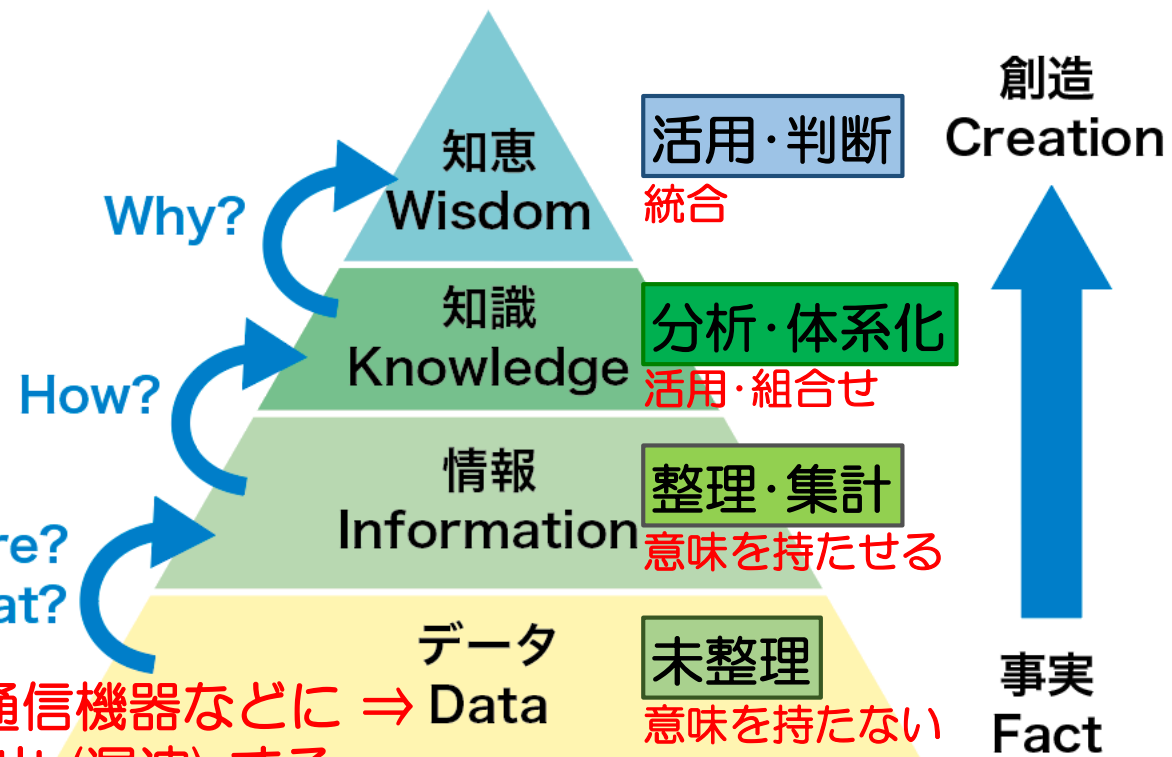 創造
Creation
知恵
Wisdom
活用･判断
統合
Why?
知識
Knowledge
分析･体系化
活用･組合せ
How?
情報
Information
整理･集計
意味を持たせる
re?
at?
データ
Data
未整理
意味を持たない
通信機器などに ⇒
事実
Fact